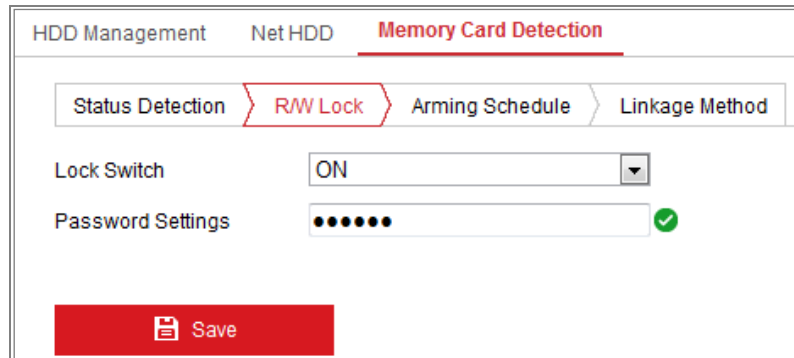 HDD Management Net HDD Memory Card Detection
Status Detection R/W Lock Arming Schedule Linkage Method
Lock Switch ON
Password Settings ●●●●●●
Save